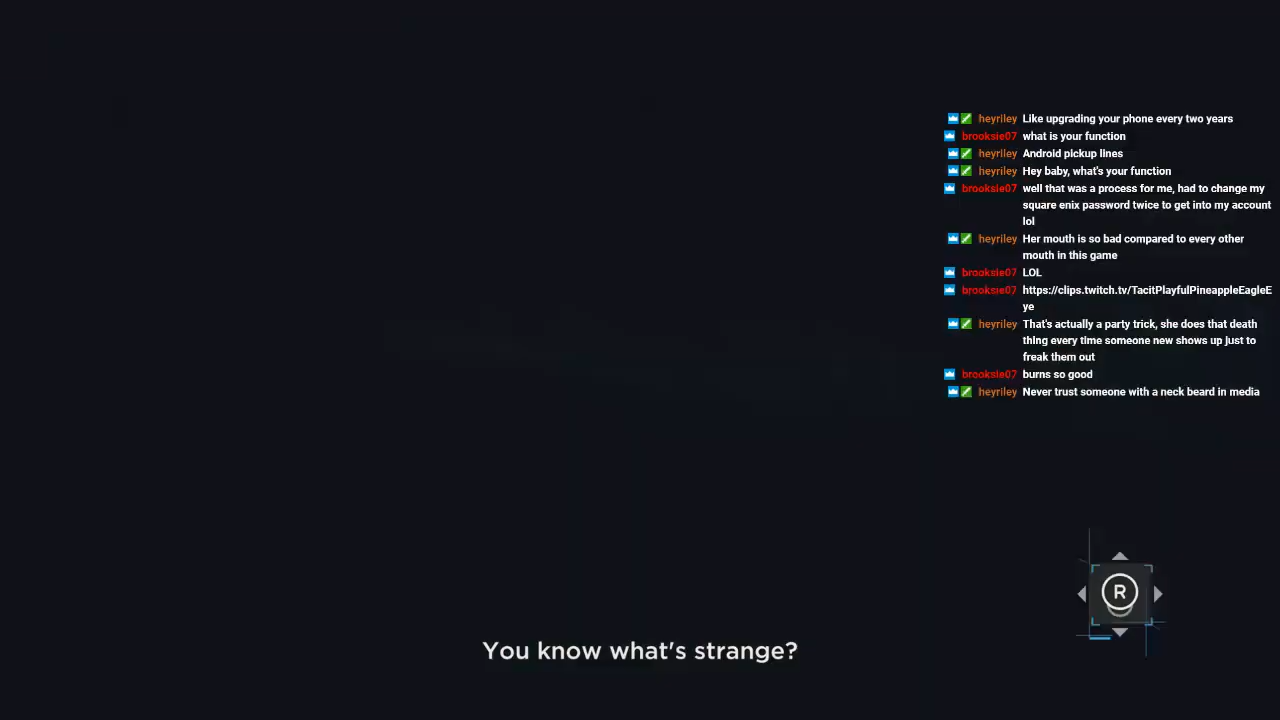 heyriley Like upgrading your phone every two years
brooksie07 what is your function
heyriley Android pickup lines
heyriley Hey baby, what's your function
brooksie07 well that was a process for me, had to change my
square enix password twice to get into my account
lol
heyriley Her mouth is so bad compared to every other
mouth in this game
brooksie07 LOL
brooksie07 https://clips.twitch.tv/TacitPlayfulPineappleEagleE
ye
heyriley That's actually a party trick, she does that death
thing every time someone new shows up just to
freak them out
brooksie07 burns so good
heyriley Never trust someone with a neck beard in media
R
You know what's strange?